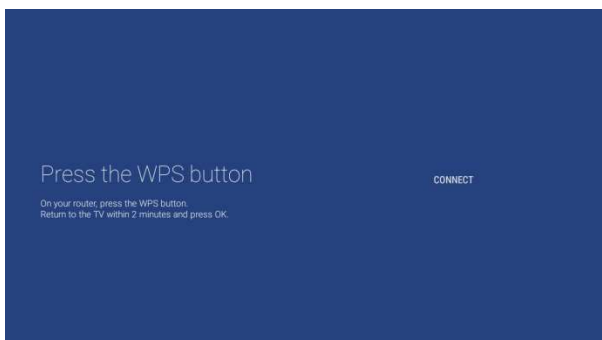 Press the WPS button
On your router, press the WPS button.
Return to the TV within 2 minutes and press OK.
CONNECT